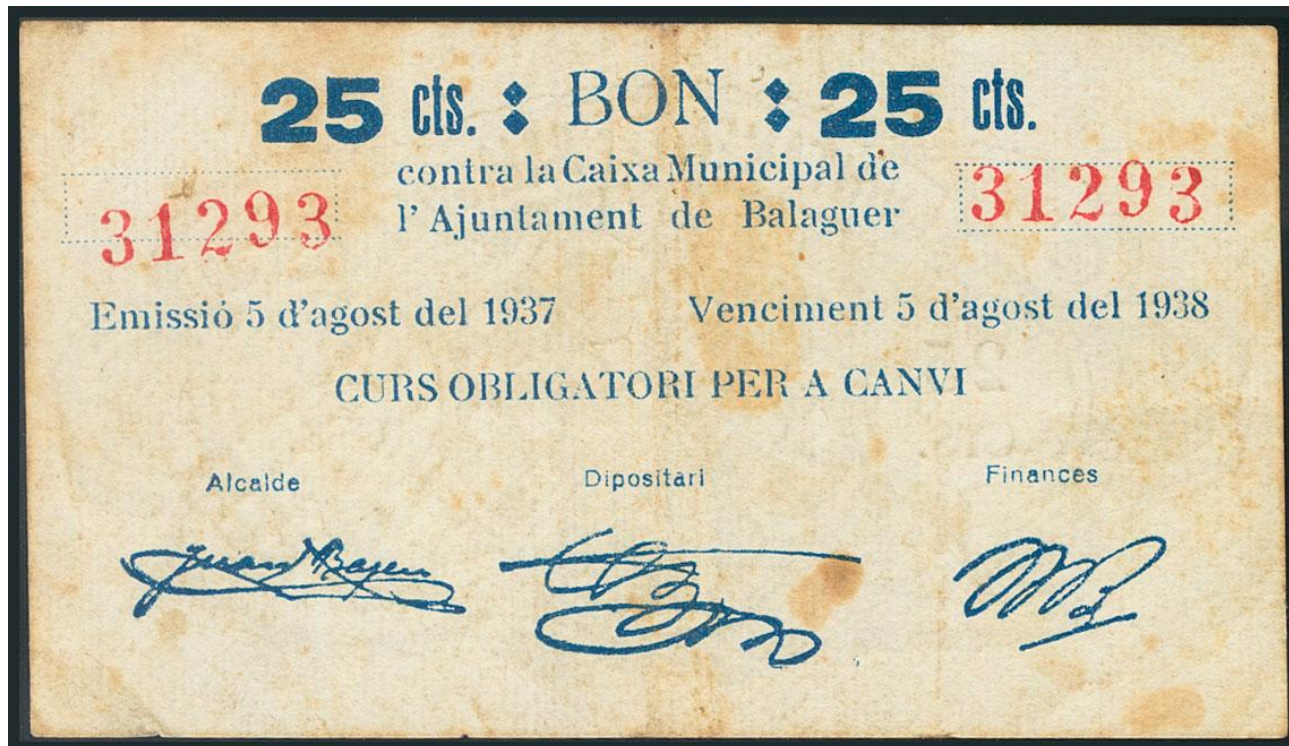 25 cts. : BON : 25 cts.
contra la Caixa Municipal de
l'Ajuntament de Balaguer
31293
31293
Emissió 5 d'agost del 1937
Venciment 5 d'agost del 1938
CURS OBLIGATORI PER A CANVI
Alcalde
Dipositari
Finances